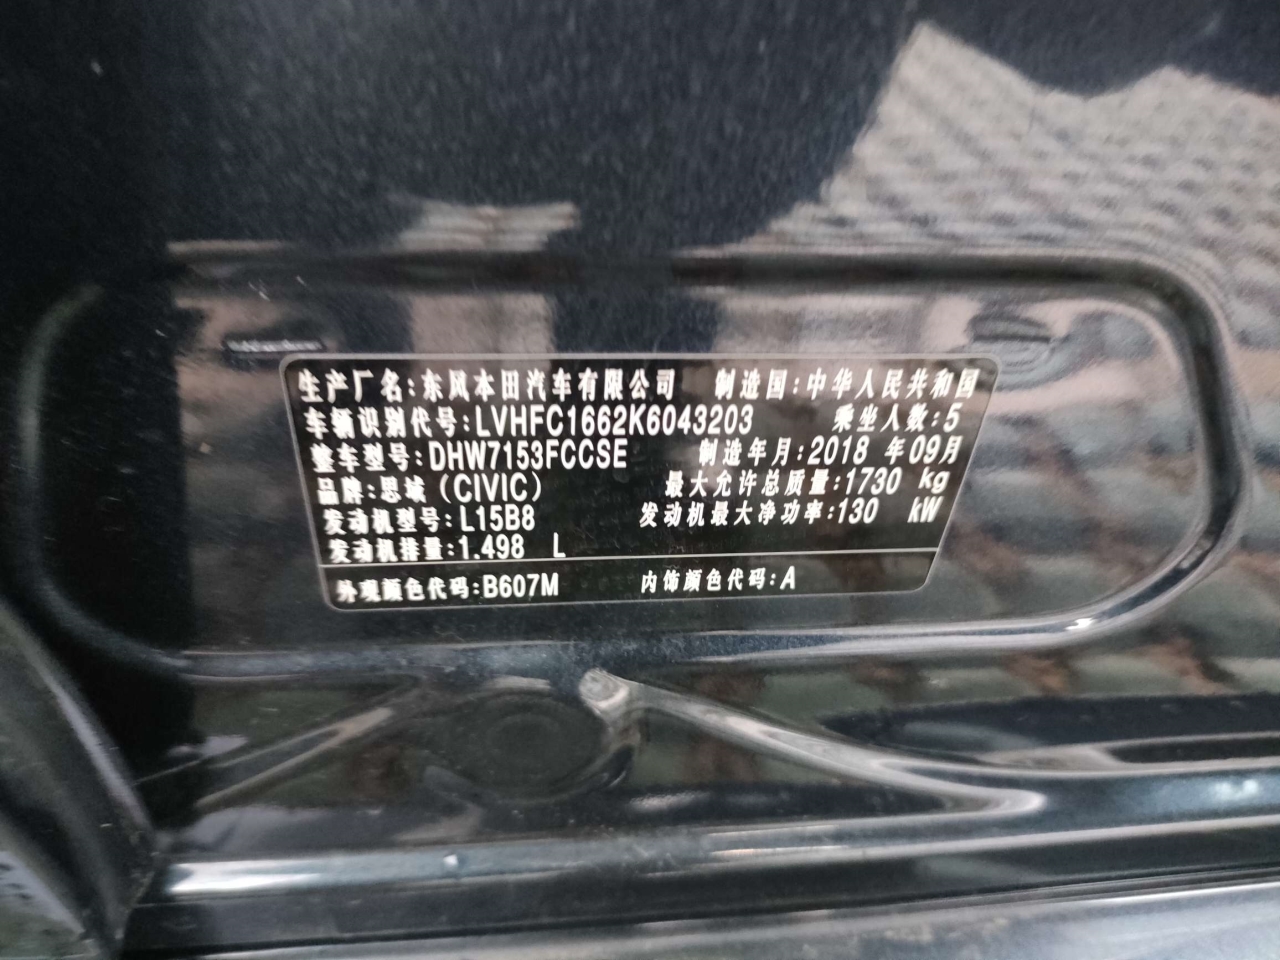 生产厂名:东风本田汽车有限公司 制造国:中华人民共和国
车辆识别代号:LVHFC1662K6043203 乘坐人数:5
整车型号:DHW7153FCCSE 制造年月:2018 年09月
品牌:思域(CIVIC) 最大允许总质量:1730 kg
发动机型号:L15B8 发动机最大净功率:130 kW
发动机排量:1.498 L
外观颜色代码:B607M 内饰颜色代码:A